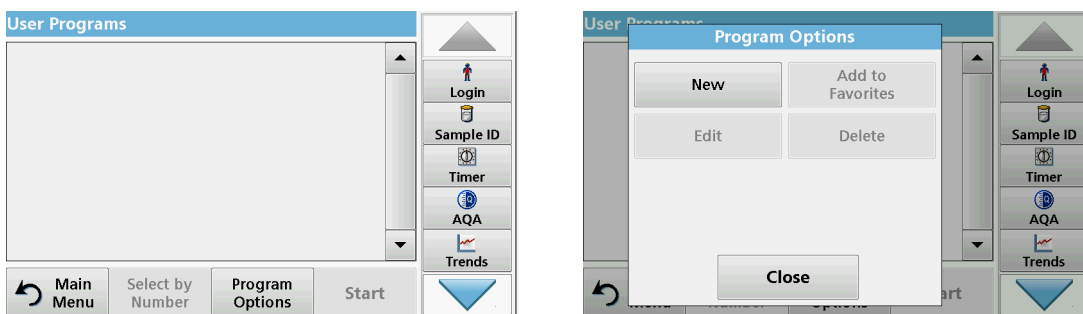 User Programs
Login
Sample ID
Timer
AQA
Trends
Main
Menu
Select by
Number
Program
Options
Start
User Programs
Program Options
New
Add to
Favorites
Edit
Delete
Close
Login
Sample ID
Timer
AQA
Trends